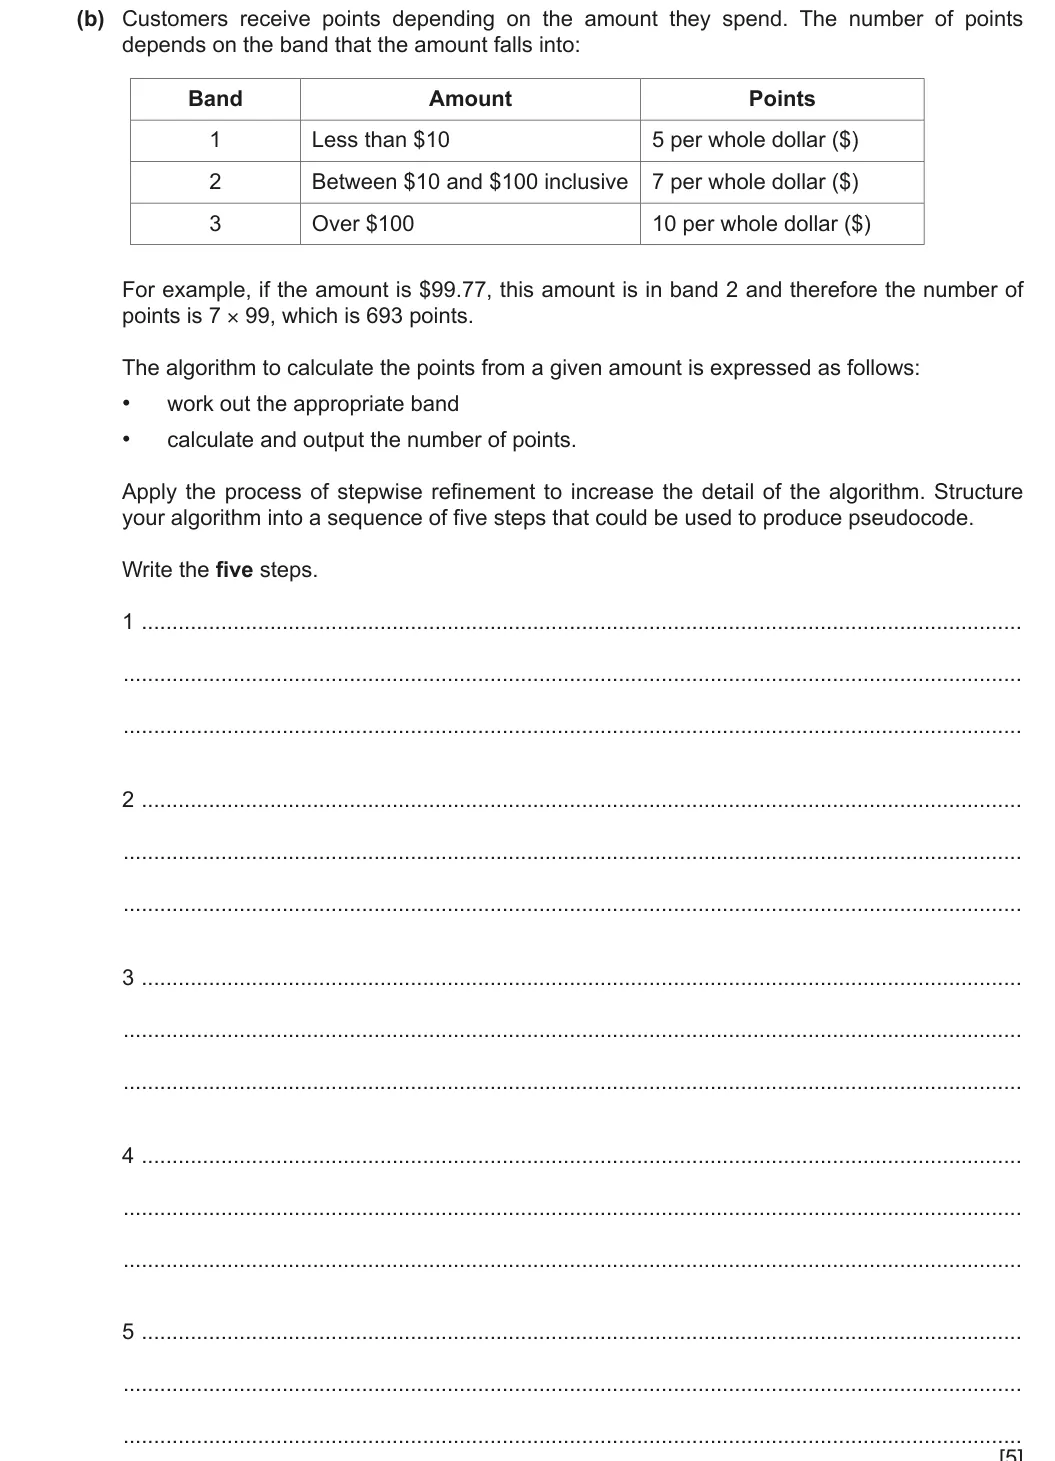 (b) Customers receive points depending on the amount they spend. The number of points
depends on the band that the amount falls into:
Band Amount Points
1 Less than $10 5 per whole dollar ($)
2 Between $10 and $100 inclusive 7 per whole dollar ($)
3 Over $100 10 per whole dollar ($)
For example, if the amount is $99.77, this amount is in band 2 and therefore the number of
points is 7 × 99, which is 693 points.
The algorithm to calculate the points from a given amount is expressed as follows:
• work out the appropriate band
• calculate and output the number of points.
Apply the process of stepwise refinement to increase the detail of the algorithm. Structure
your algorithm into a sequence of five steps that could be used to produce pseudocode.
Write the five steps.
1
2
3
4
5
[5]